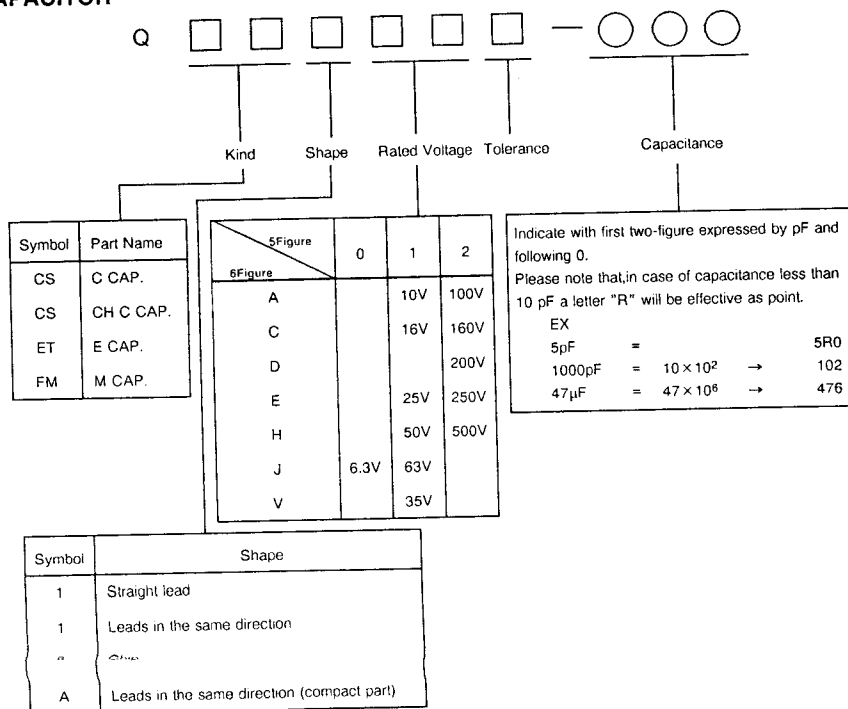 Q □ □ □ □ □ □ — ○ ○ ○
Kind Shape Rated Voltage Tolerance Capacitance
Symbol Part Name
CS C CAP.
CS CH C CAP.
ET E CAP.
FM M CAP.
5Figure 0 1 2
6Figure
A 10V 100V
C 16V 160V
D 200V
E 25V 250V
H 50V 500V
J 6.3V 63V
V 35V
Indicate with first two-figure expressed by pF and
following 0.
Please note that,in case of capacitance less than
10 pF a letter "R" will be effective as point.
EX
5pF = 5R0
1000pF = 10×10² → 102
47µF = 47×10⁶ → 476
Symbol Shape
1 Straight lead
1 Leads in the same direction
A Leads in the same direction (compact part)